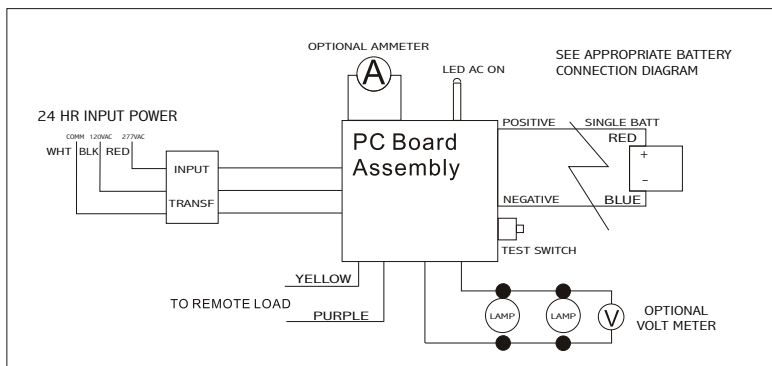 OPTIONAL AMMETER
A
LED AC ON
SEE APPROPRIATE BATTERY
CONNECTION DIAGRAM
24 HR INPUT POWER
COMM 120VAC 277VAC
WHT BLK RED
INPUT
TRANSF
PC Board
Assembly
POSITIVE SINGLE BATT
RED
+
–
NEGATIVE BLUE
TEST SWITCH
YELLOW
TO REMOTE LOAD
PURPLE
LAMP LAMP V
OPTIONAL
VOLT METER